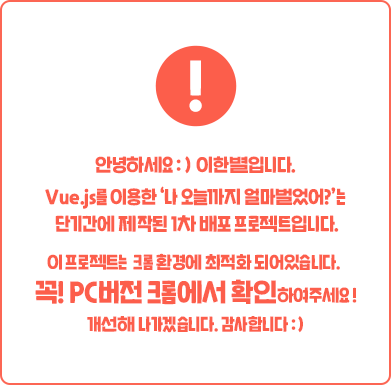 !
안녕하세요 : ) 이한별입니다.
Vue.js를 이용한 ‘나 오늘까지 얼마벌었어?’는
단기간에 제작된 1차 배포 프로젝트입니다.
이 프로젝트는 크롬 환경에 최적화 되어있습니다.
꼭! PC버전 크롬에서 확인하여주세요!
개선해 나가겠습니다. 감사합니다 : )